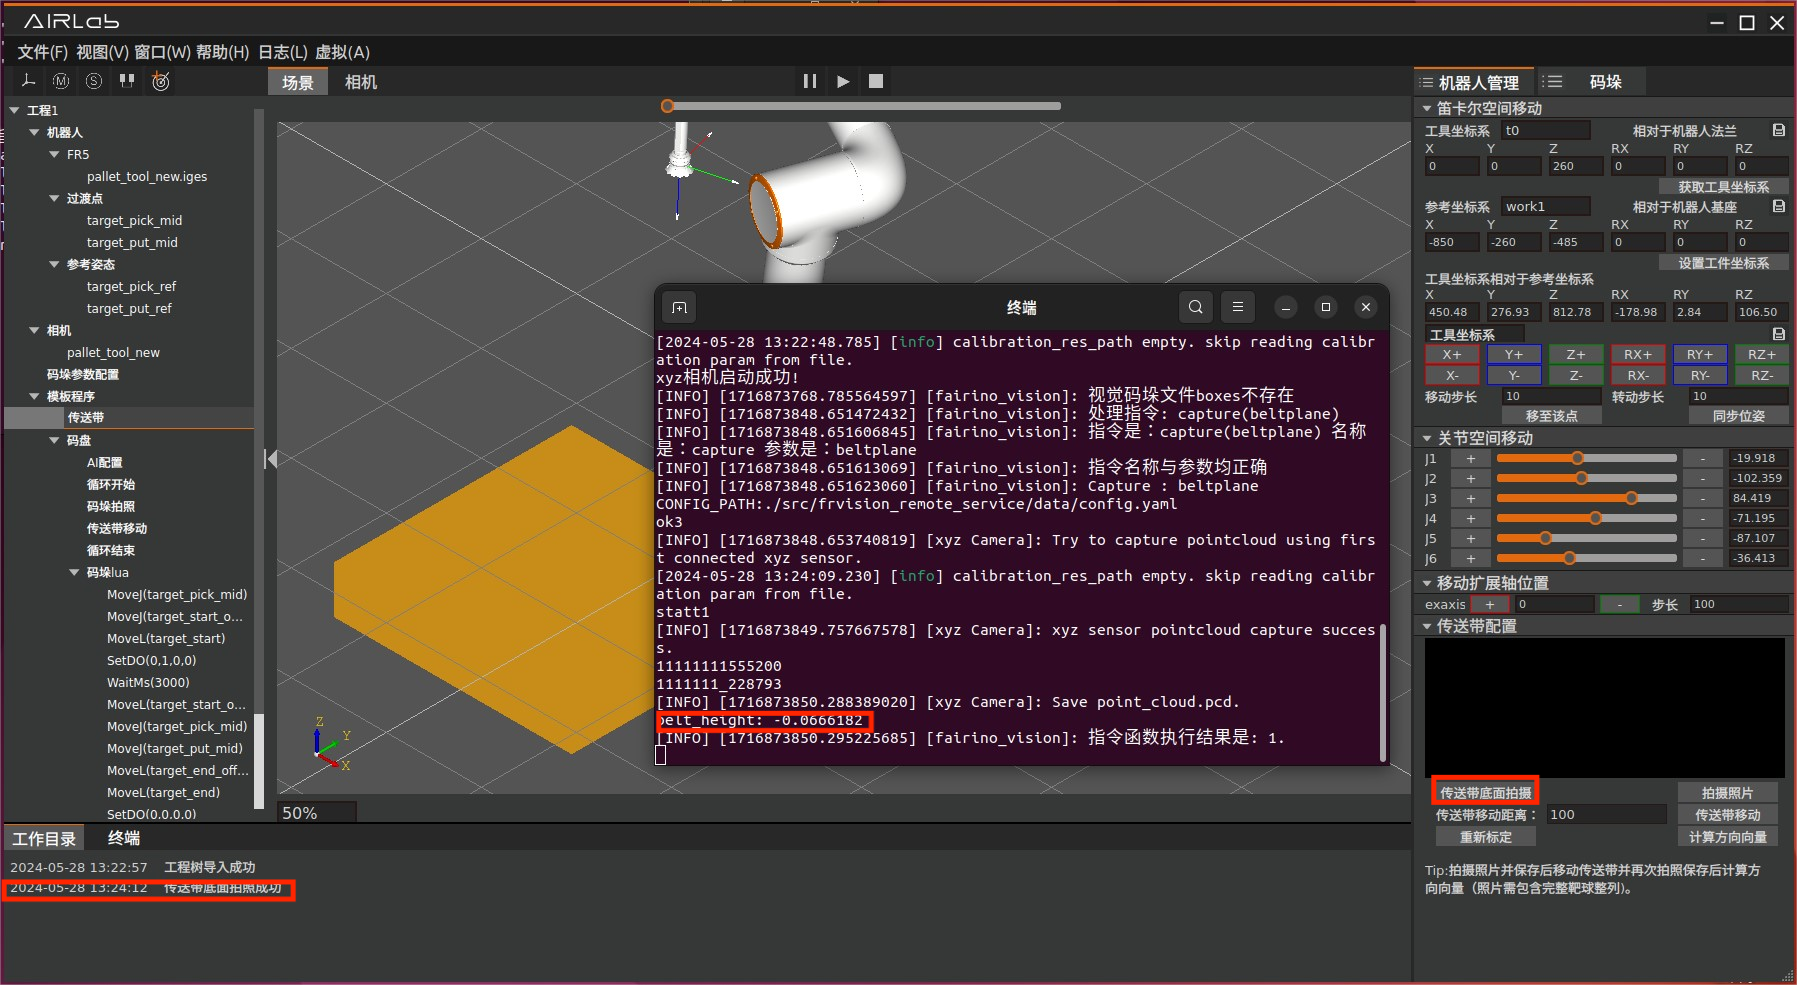 AIRLab
文件(F) 视图(V) 窗口(W) 帮助(H) 日志(L) 虚拟(A)
场景 相机
工程1
机器人
FR5
pallet_tool_new.iges
过渡点
target_pick_mid
target_put_mid
参考姿态
target_pick_ref
target_put_ref
相机
pallet_tool_new
码垛参数配置
模板程序
传送带
码盘
AI配置
循环开始
码垛拍照
传送带移动
循环结束
码垛lua
MoveJ(target_pick_mid)
MoveJ(target_start_o...
MoveL(target_start)
SetDO(0,1,0,0)
WaitMs(3000)
MoveL(target_start_o...
MoveJ(target_pick_mid)
MoveJ(target_put_mid)
MoveL(target_end_off...
MoveL(target_end)
SetDO(0,0,0,0)
Z
Y
X
50%
终端
[2024-05-28 13:22:48.785] [info] calibration_res_path empty. skip reading calibr
ation param from file.
xyz相机启动成功!
[INFO] [1716873768.785564597] [fairino_vision]: 视觉码垛文件boxes不存在
[INFO] [1716873848.651472432] [fairino_vision]: 处理指令: capture(beltplane)
[INFO] [1716873848.651606845] [fairino_vision]: 指令是：capture(beltplane) 名称
是：capture 参数是：beltplane
[INFO] [1716873848.651613069] [fairino_vision]: 指令名称与参数均正确
[INFO] [1716873848.651623060] [fairino_vision]: Capture : beltplane
CONFIG_PATH:./src/frvision_remote_service/data/config.yaml
ok3
[INFO] [1716873848.653740819] [xyz Camera]: Try to capture pointcloud using firs
t connected xyz sensor.
[2024-05-28 13:24:09.230] [info] calibration_res_path empty. skip reading calibr
ation param from file.
statt1
[INFO] [1716873849.757667578] [xyz Camera]: xyz sensor pointcloud capture succes
s.
11111111555200
1111111_228793
[INFO] [1716873850.288389020] [xyz Camera]: Save point_cloud.pcd.
belt_height: -0.0666182
[INFO] [1716873850.295225685] [fairino_vision]: 指令函数执行结果是: 1.
工作目录 终端
2024-05-28 13:22:57 工程树导入成功
2024-05-28 13:24:12 传送带底面拍照成功
机器人管理 码垛
笛卡尔空间移动
工具坐标系 t0 相对于机器人法兰
X Y Z RX RY RZ
0 0 260 0 0 0
获取工具坐标系
参考坐标系 work1 相对于机器人基座
X Y Z RX RY RZ
-850 -260 -485 0 0 0
设置工件坐标系
工具坐标系相对于参考坐标系
X Y Z RX RY RZ
450.48 276.93 812.78 -178.98 2.84 106.50
工具坐标系
X+ Y+ Z+ RX+ RY+ RZ+
X- Y- Z- RX- RY- RZ-
移动步长 10 转动步长 10
移至该点 同步位姿
关节空间移动
J1 + - -19.918
J2 + - -102.359
J3 + - 84.419
J4 + - -71.195
J5 + - -87.107
J6 + - -36.413
移动扩展轴位置
exaxis + 0 - 步长 100
传送带配置
传送带底面拍摄 拍摄照片
传送带移动距离： 100 传送带移动
重新标定 计算方向向量
Tip:拍摄照片并保存后移动传送带并再次拍照保存后计算方
向向量（照片需包含完整靶球整列)。